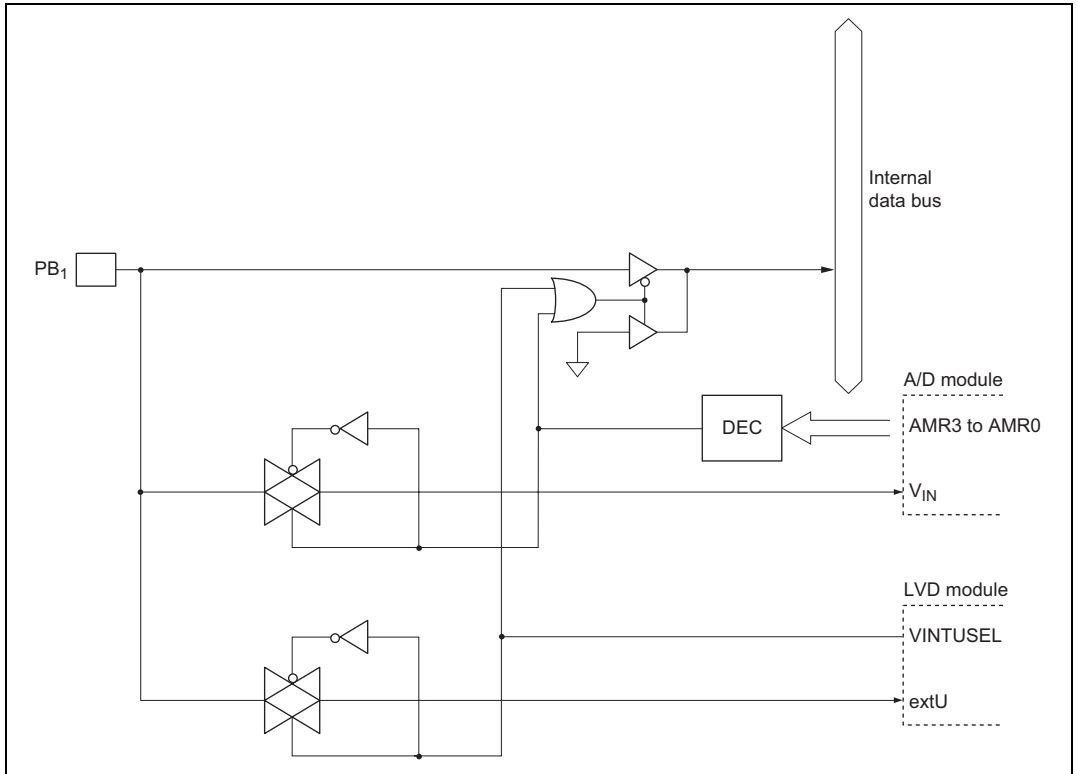 Internal
data bus
PB1
A/D module
DEC
AMR3 to AMR0
VIN
LVD module
VINTUSEL
extU